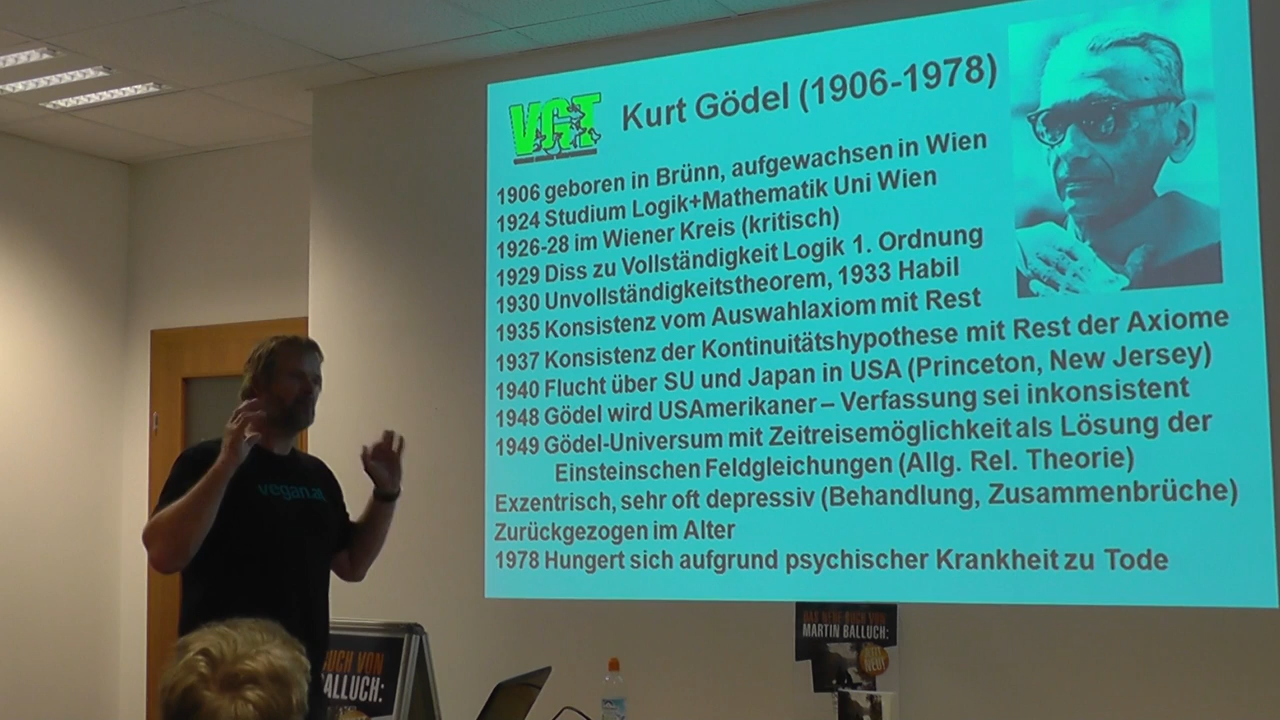 VGT
Kurt Gödel (1906-1978)
1906 geboren in Brünn, aufgewachsen in Wien
1924 Studium Logik+Mathematik Uni Wien
1926-28 im Wiener Kreis (kritisch)
1929 Diss zu Vollständigkeit Logik 1. Ordnung
1930 Unvollständigkeitstheorem, 1933 Habil
1935 Konsistenz vom Auswahlaxiom mit Rest
1937 Konsistenz der Kontinuitätshypothese mit Rest der Axiome
1940 Flucht über SU und Japan in USA (Princeton, New Jersey)
1948 Gödel wird USAmerikaner – Verfassung sei inkonsistent
1949 Gödel-Universum mit Zeitreisemöglichkeit als Lösung der
Einsteinschen Feldgleichungen (Allg. Rel. Theorie)
Exzentrisch, sehr oft depressiv (Behandlung, Zusammenbrüche)
Zurückgezogen im Alter
1978 Hungert sich aufgrund psychischer Krankheit zu Tode
vegan.at
BUCH VON
BALLUCH:
DAS NEUE BUCH VON
MARTIN BALLUCH: